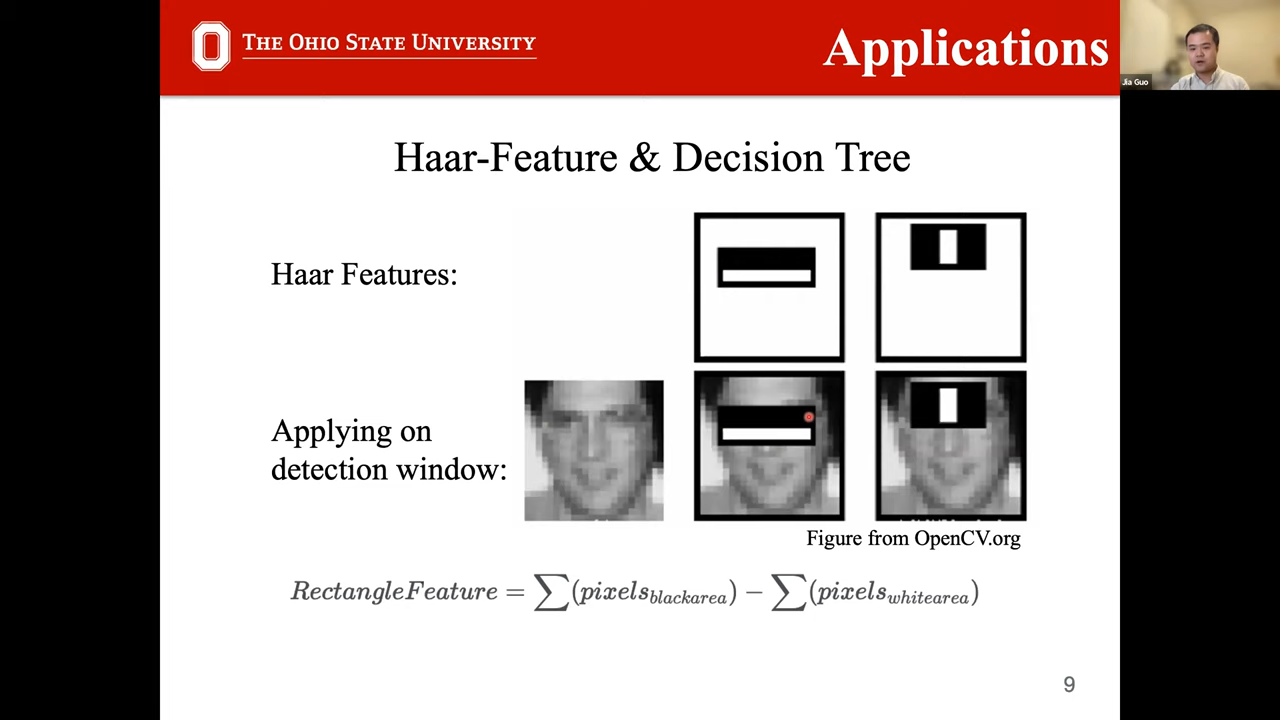 THE OHIO STATE UNIVERSITY
Applications
Jia Guo
Haar-Feature & Decision Tree
Haar Features:
Applying on
detection window:
Figure from OpenCV.org
RectangleFeature = ∑(pixels_blackarea) − ∑(pixels_whitearea)
9